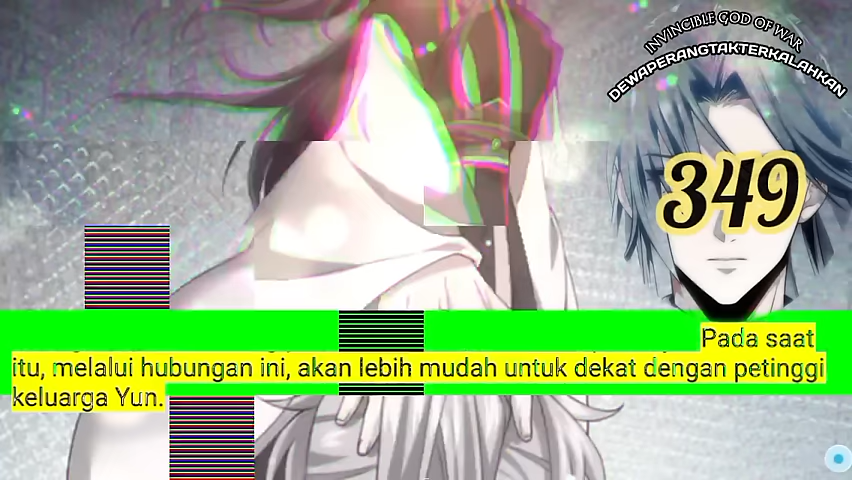 INVINCIBLE GOD OF WAR
DEWAPERANGTAKTERKALAHKAN
349
Pada saat
itu, melalui hubungan ini, akan lebih mudah untuk dekat dengan petinggi
keluarga Yun.